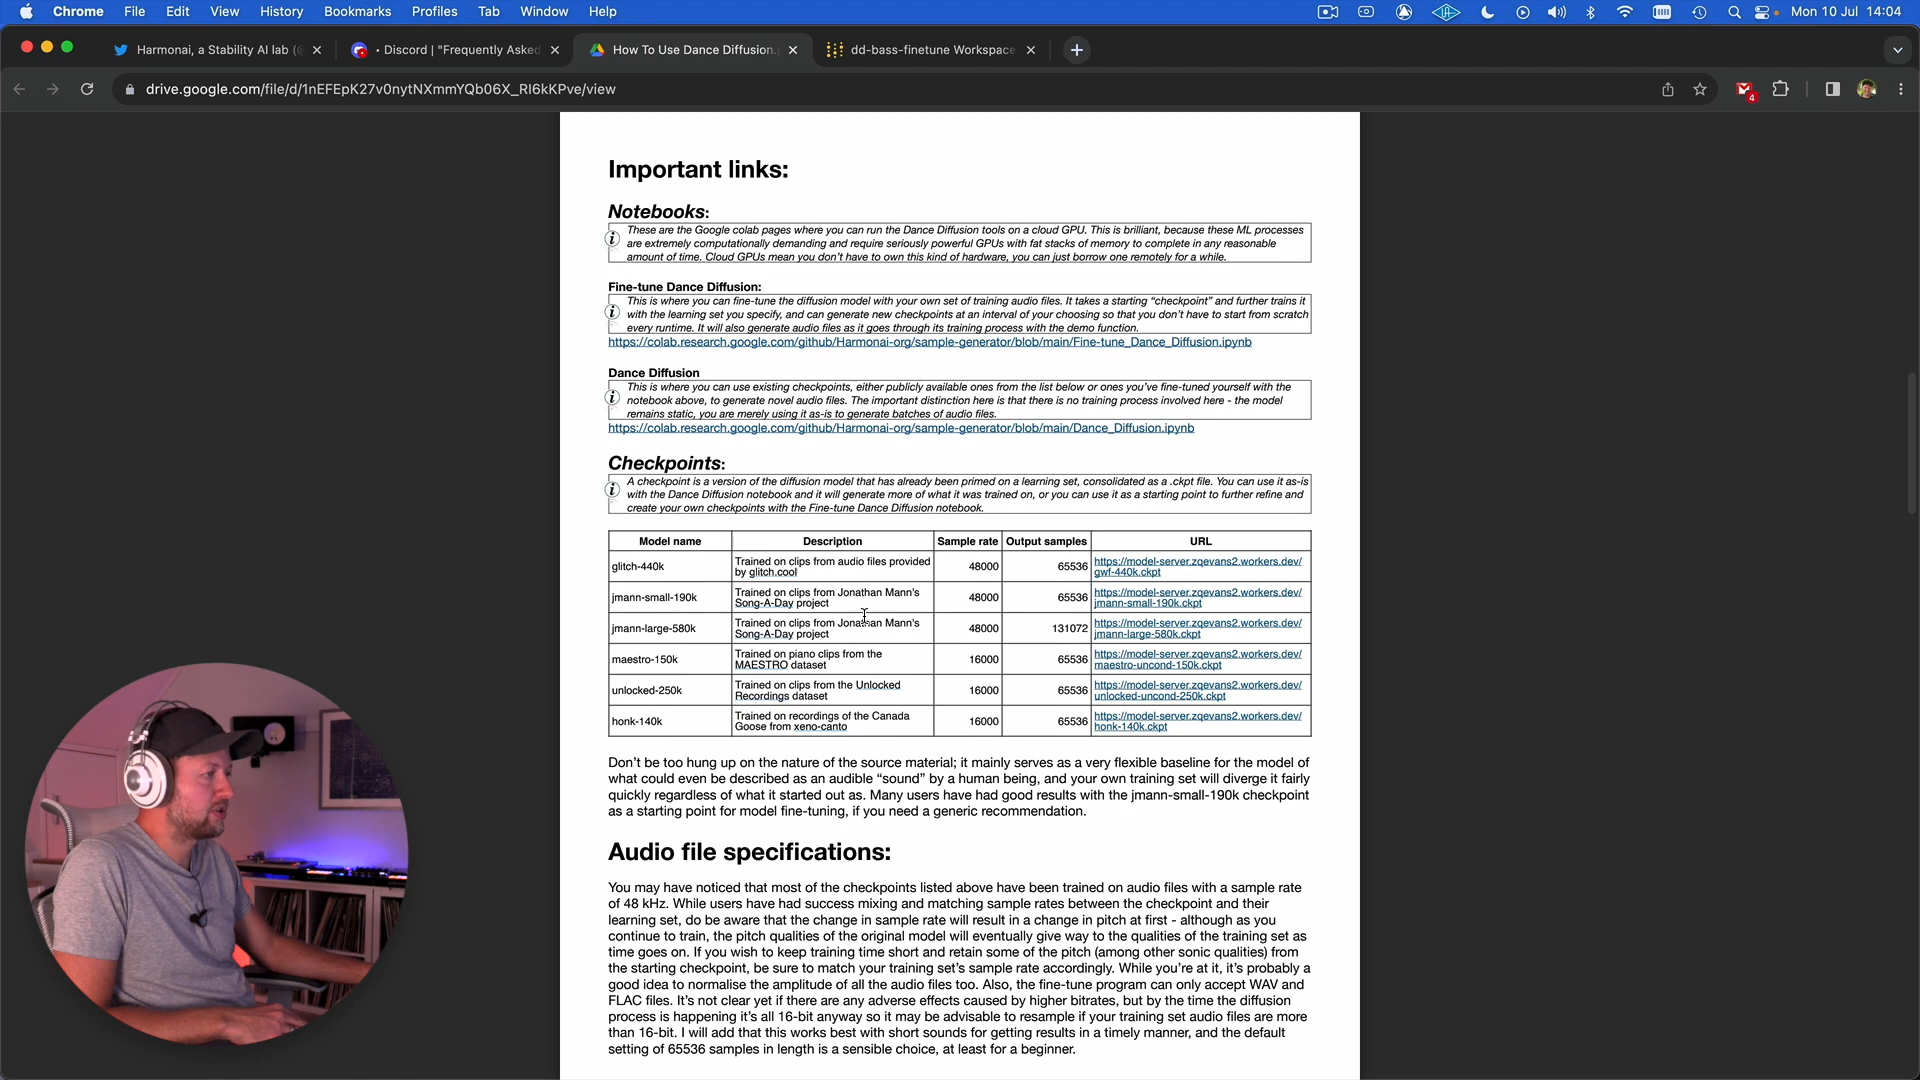 Chrome File Edit View History Bookmarks Profiles Tab Window Help Mon 10 Jul 14:04
Harmonai, a Stability AI lab (@ Discord | "Frequently Asked How To Use Dance Diffusion. dd-bass-finetune Workspace
drive.google.com/file/d/1nEFEpK27v0nytNXmmYQb06X_RI6kKPve/view 4
Important links:
Notebooks:
These are the Google colab pages where you can run the Dance Diffusion tools on a cloud GPU. This is brilliant, because these ML processes
are extremely computationally demanding and require seriously powerful GPUs with fat stacks of memory to complete in any reasonable
amount of time. Cloud GPUs mean you don't have to own this kind of hardware, you can just borrow one remotely for a while.
Fine-tune Dance Diffusion:
This is where you can fine-tune the diffusion model with your own set of training audio files. It takes a starting “checkpoint” and further trains it
with the learning set you specify, and can generate new checkpoints at an interval of your choosing so that you don't have to start from scratch
every runtime. It will also generate audio files as it goes through its training process with the demo function.
https://colab.research.google.com/github/Harmonai-org/sample-generator/blob/main/Fine-tune_Dance_Diffusion.ipynb
Dance Diffusion
This is where you can use existing checkpoints, either publicly available ones from the list below or ones you've fine-tuned yourself with the
notebook above, to generate novel audio files. The important distinction here is that there is no training process involved here - the model
remains static, you are merely using it as-is to generate batches of audio files.
https://colab.research.google.com/github/Harmonai-org/sample-generator/blob/main/Dance_Diffusion.ipynb
Checkpoints:
A checkpoint is a version of the diffusion model that has already been primed on a learning set, consolidated as a .ckpt file. You can use it as-is
with the Dance Diffusion notebook and it will generate more of what it was trained on, or you can use it as a starting point to further refine and
create your own checkpoints with the Fine-tune Dance Diffusion notebook.
Model name Description Sample rate Output samples URL
glitch-440k Trained on clips from audio files provided by glitch.cool 48000 65536 https://model-server.zqevans2.workers.dev/gwf-440k.ckpt
jmann-small-190k Trained on clips from Jonathan Mann's Song-A-Day project 48000 65536 https://model-server.zqevans2.workers.dev/jmann-small-190k.ckpt
jmann-large-580k Trained on clips from Jonathan Mann's Song-A-Day project 48000 131072 https://model-server.zqevans2.workers.dev/jmann-large-580k.ckpt
maestro-150k Trained on piano clips from the MAESTRO dataset 16000 65536 https://model-server.zqevans2.workers.dev/maestro-uncond-150k.ckpt
unlocked-250k Trained on clips from the Unlocked Recordings dataset 16000 65536 https://model-server.zqevans2.workers.dev/unlocked-uncond-250k.ckpt
honk-140k Trained on recordings of the Canada Goose from xeno-canto 16000 65536 https://model-server.zqevans2.workers.dev/honk-140k.ckpt
Don't be too hung up on the nature of the source material; it mainly serves as a very flexible baseline for the model of
what could even be described as an audible “sound” by a human being, and your own training set will diverge it fairly
quickly regardless of what it started out as. Many users have had good results with the jmann-small-190k checkpoint
as a starting point for model fine-tuning, if you need a generic recommendation.
Audio file specifications:
You may have noticed that most of the checkpoints listed above have been trained on audio files with a sample rate
of 48 kHz. While users have had success mixing and matching sample rates between the checkpoint and their
learning set, do be aware that the change in sample rate will result in a change in pitch at first - although as you
continue to train, the pitch qualities of the original model will eventually give way to the qualities of the training set as
time goes on. If you wish to keep training time short and retain some of the pitch (among other sonic qualities) from
the starting checkpoint, be sure to match your training set's sample rate accordingly. While you're at it, it's probably a
good idea to normalise the amplitude of all the audio files too. Also, the fine-tune program can only accept WAV and
FLAC files. It's not clear yet if there are any adverse effects caused by higher bitrates, but by the time the diffusion
process is happening it's all 16-bit anyway so it may be advisable to resample if your training set audio files are more
than 16-bit. I will add that this works best with short sounds for getting results in a timely manner, and the default
setting of 65536 samples in length is a sensible choice, at least for a beginner.